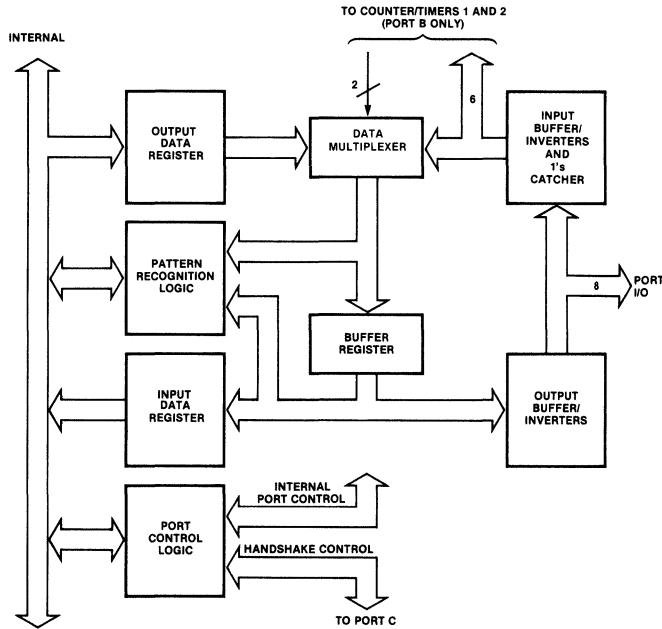 TO COUNTER/TIMERS 1 AND 2
(PORT B ONLY)
INTERNAL
2
6
OUTPUT
DATA
REGISTER
DATA
MULTIPLEXER
INPUT
BUFFER/
INVERTERS
AND
1's
CATCHER
PATTERN
RECOGNITION
LOGIC
8
PORT
I/O
BUFFER
REGISTER
INPUT
DATA
REGISTER
OUTPUT
BUFFER/
INVERTERS
INTERNAL
PORT CONTROL
PORT
CONTROL
LOGIC
HANDSHAKE CONTROL
TO PORT C